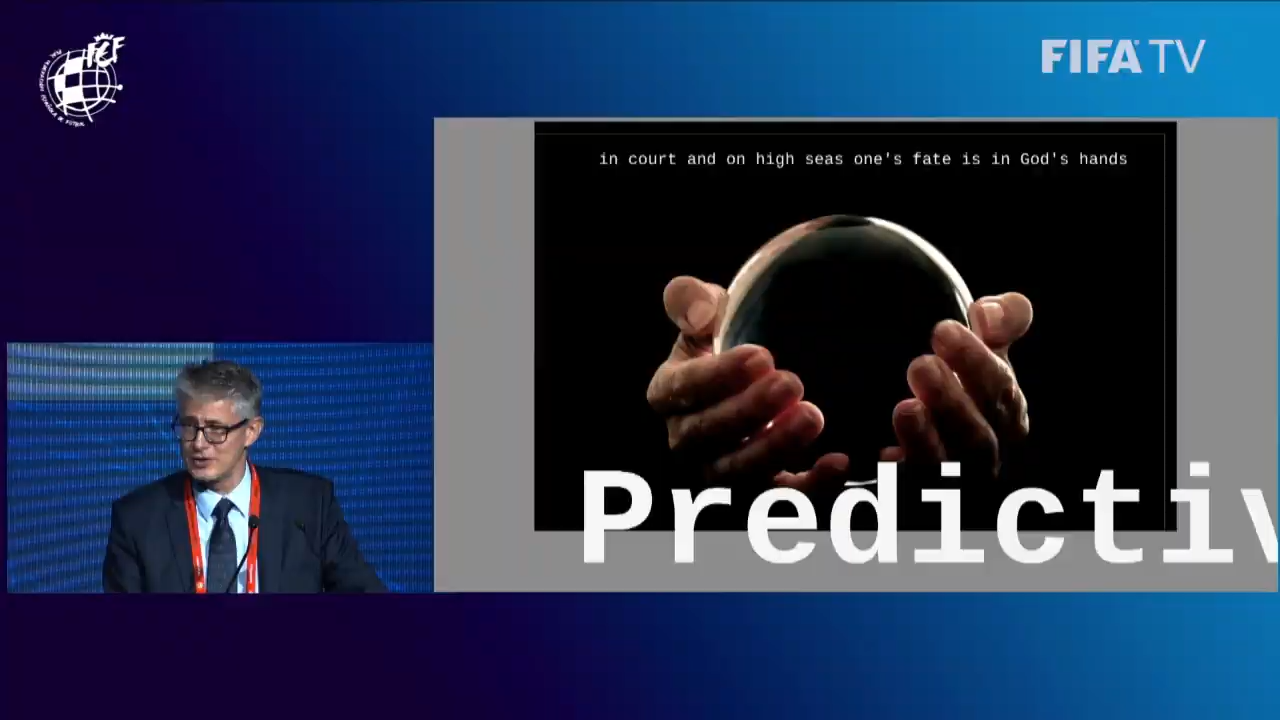 FIFA TV
in court and on high seas one's fate is in God's hands
Predictiv